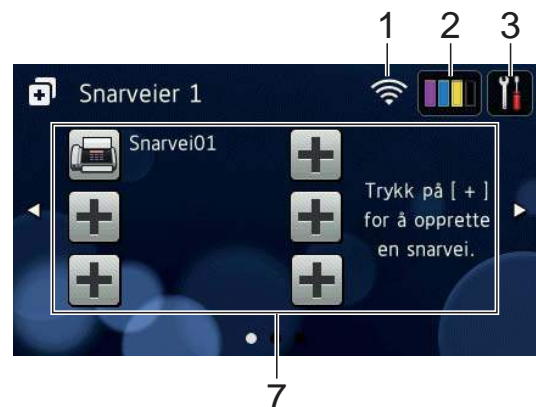 1 2 3
Snarveier 1
Snarvei01
Trykk på [ + ]
for å opprette
en snarvei.
7